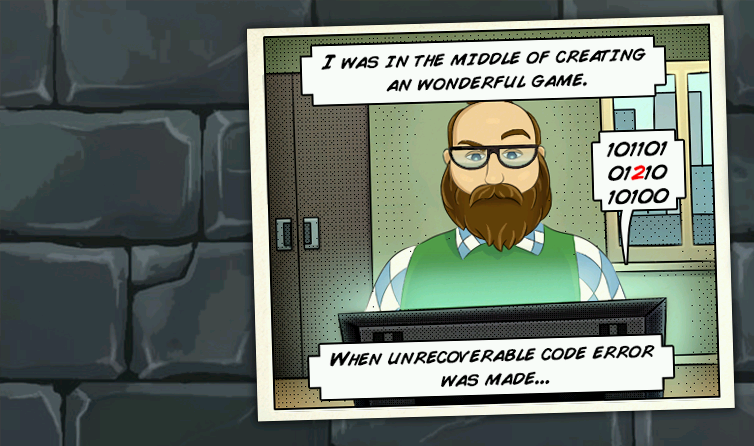 I WAS IN THE MIDDLE OF CREATING
AN WONDERFUL GAME.
101101
01210
10100
WHEN UNRECOVERABLE CODE ERROR
WAS MADE...